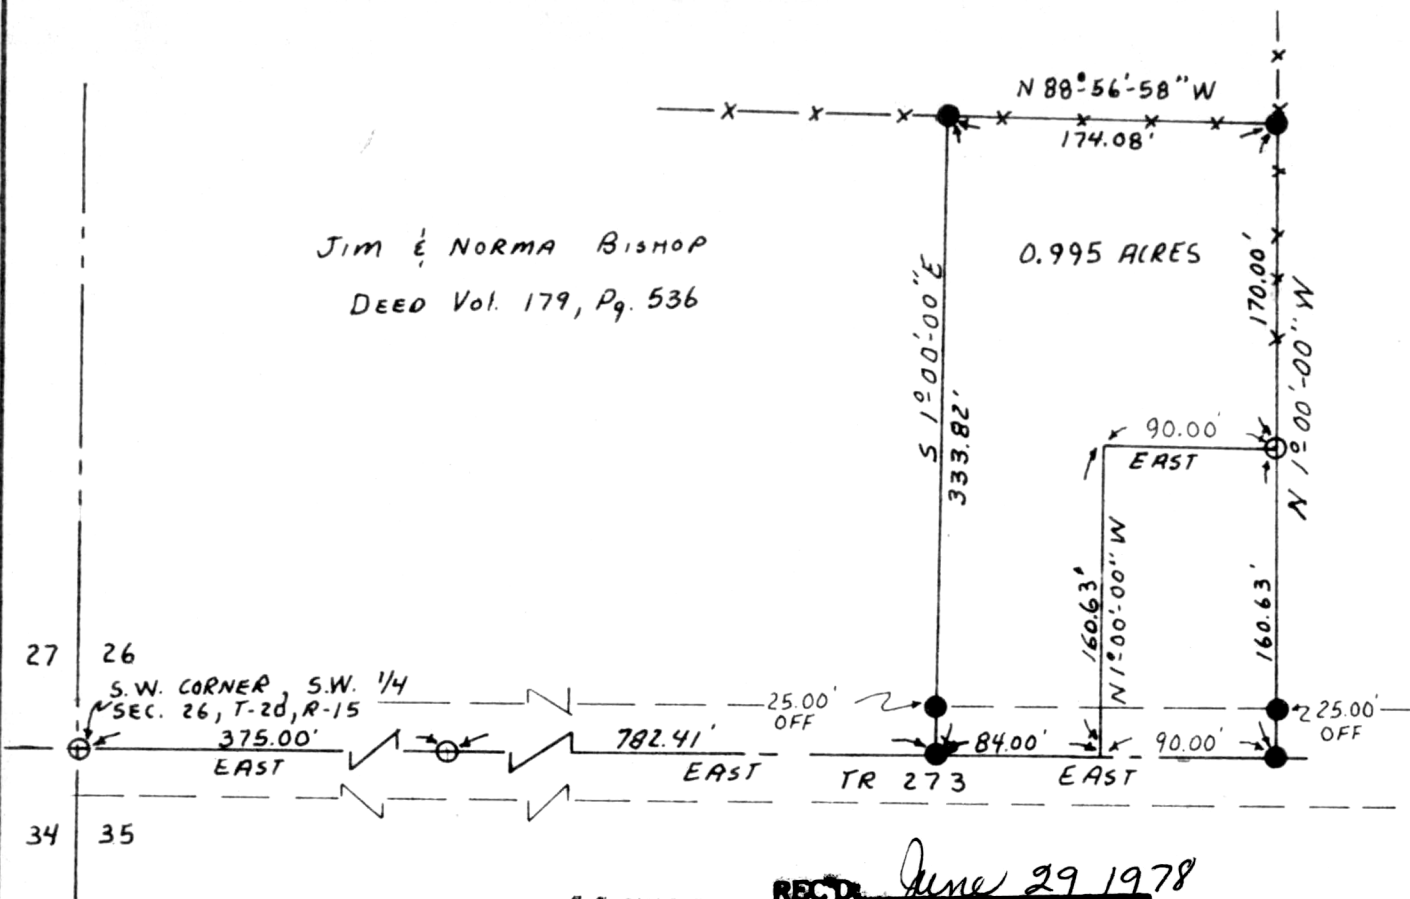 N 88°-56'-58" W
174.08'
JIM & NORMA BISHOP
DEED Vol. 179, Pg. 536
0.995 ACRES
S 1°-00'-00" E
333.82'
170.00'
N 1°-00'-00" W
90.00'
EAST
160.63'
N 1°-00'-00" W
160.63'
27 26
S.W. CORNER, S.W. 1/4
SEC. 26, T-2d, R-15
25.00'
OFF
25.00'
OFF
375.00'
EAST
782.41'
EAST
84.00'
90.00'
TR 273
EAST
34 35
REC'D. June 29 1978